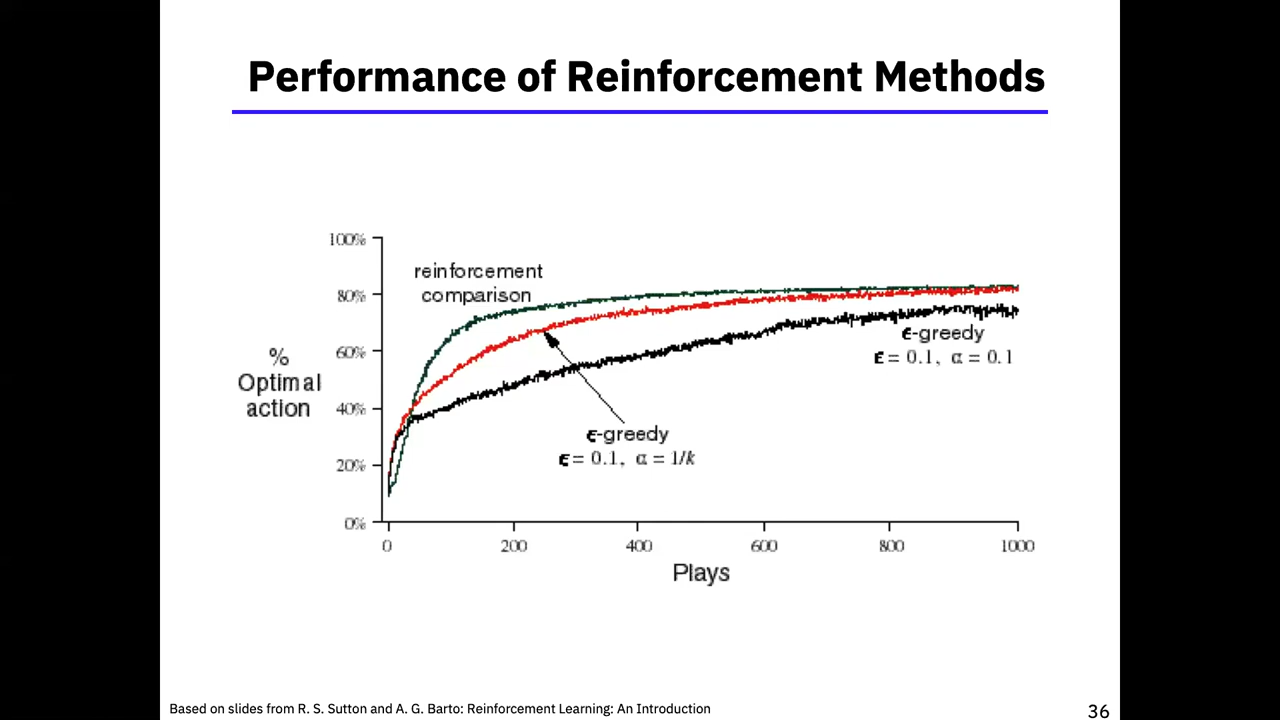 Performance of Reinforcement Methods
100%
80%
60%
40%
20%
0%
%
Optimal
action
reinforcement
comparison
ϵ-greedy
ϵ = 0.1, α = 0.1
ϵ-greedy
ϵ = 0.1, α = 1/k
0
200
400
600
800
1000
Plays
Based on slides from R. S. Sutton and A. G. Barto: Reinforcement Learning: An Introduction
36